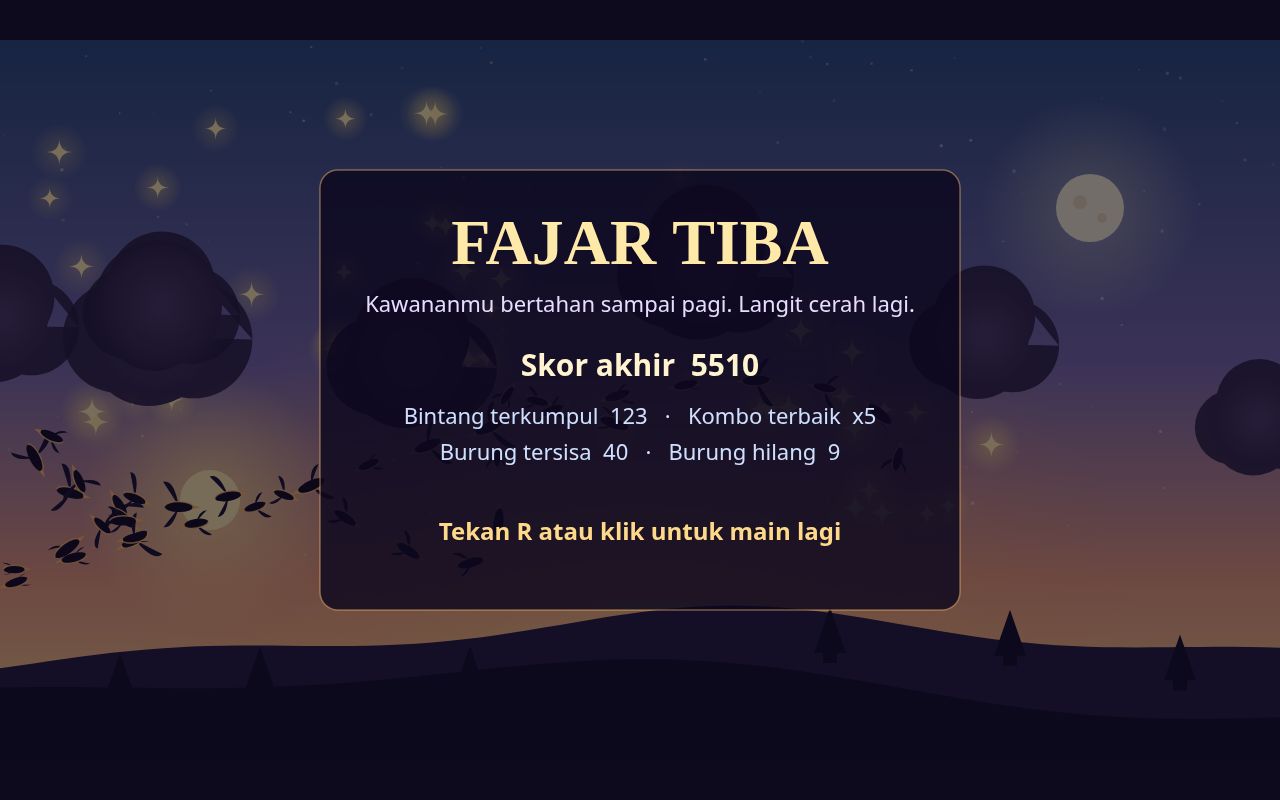 FAJAR TIBA
Kawananmu bertahan sampai pagi. Langit cerah lagi.
Skor akhir 5510
Bintang terkumpul 123 · Kombo terbaik x5
Burung tersisa 40 · Burung hilang 9
Tekan R atau klik untuk main lagi